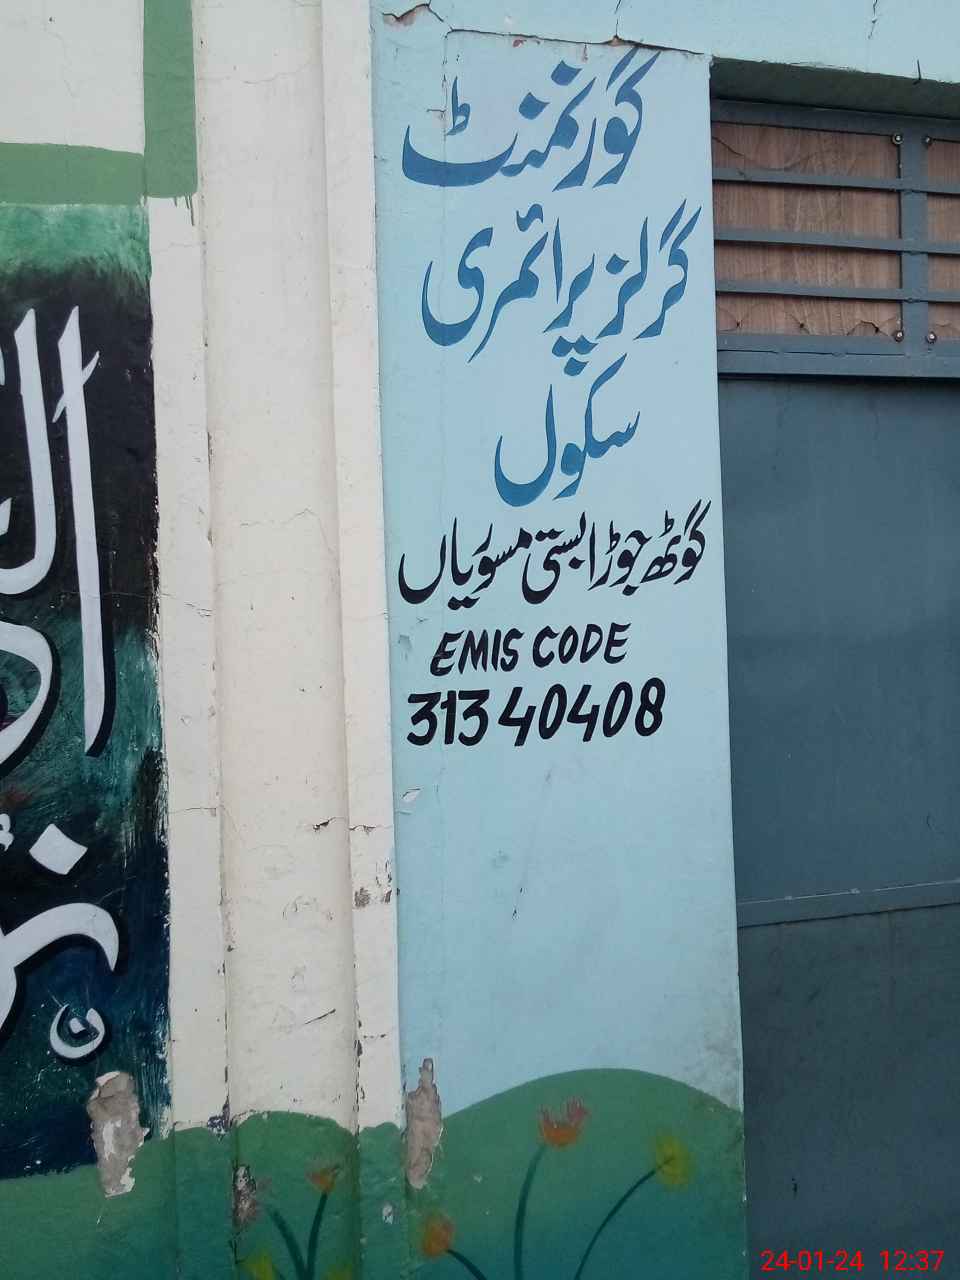 گورنمنٹ
گرلز پرائمری
سکول
گوٹھ جوڑا بستی مسوریاں
EMIS CODE
31340408
24-01-24 12:37